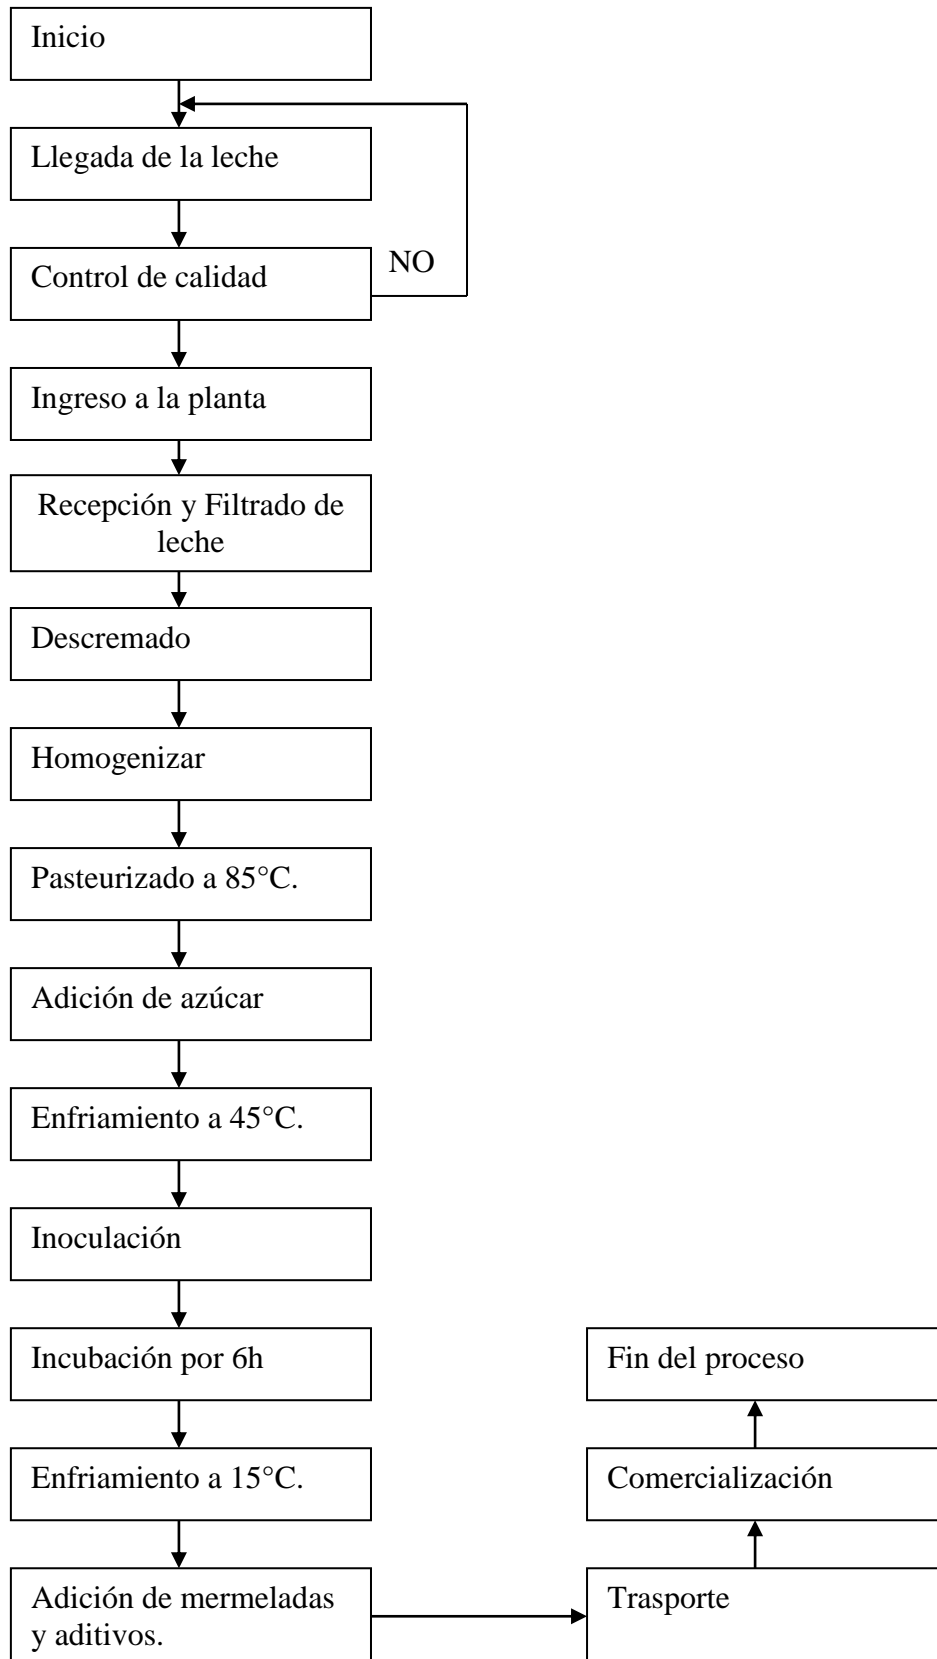 Inicio
Llegada de la leche
Control de calidad
NO
Ingreso a la planta
Recepción y Filtrado de
leche
Descremado
Homogenizar
Pasteurizado a 85°C.
Adición de azúcar
Enfriamiento a 45°C.
Inoculación
Incubación por 6h
Enfriamiento a 15°C.
Adición de mermeladas
y aditivos.
Trasporte
Comercialización
Fin del proceso